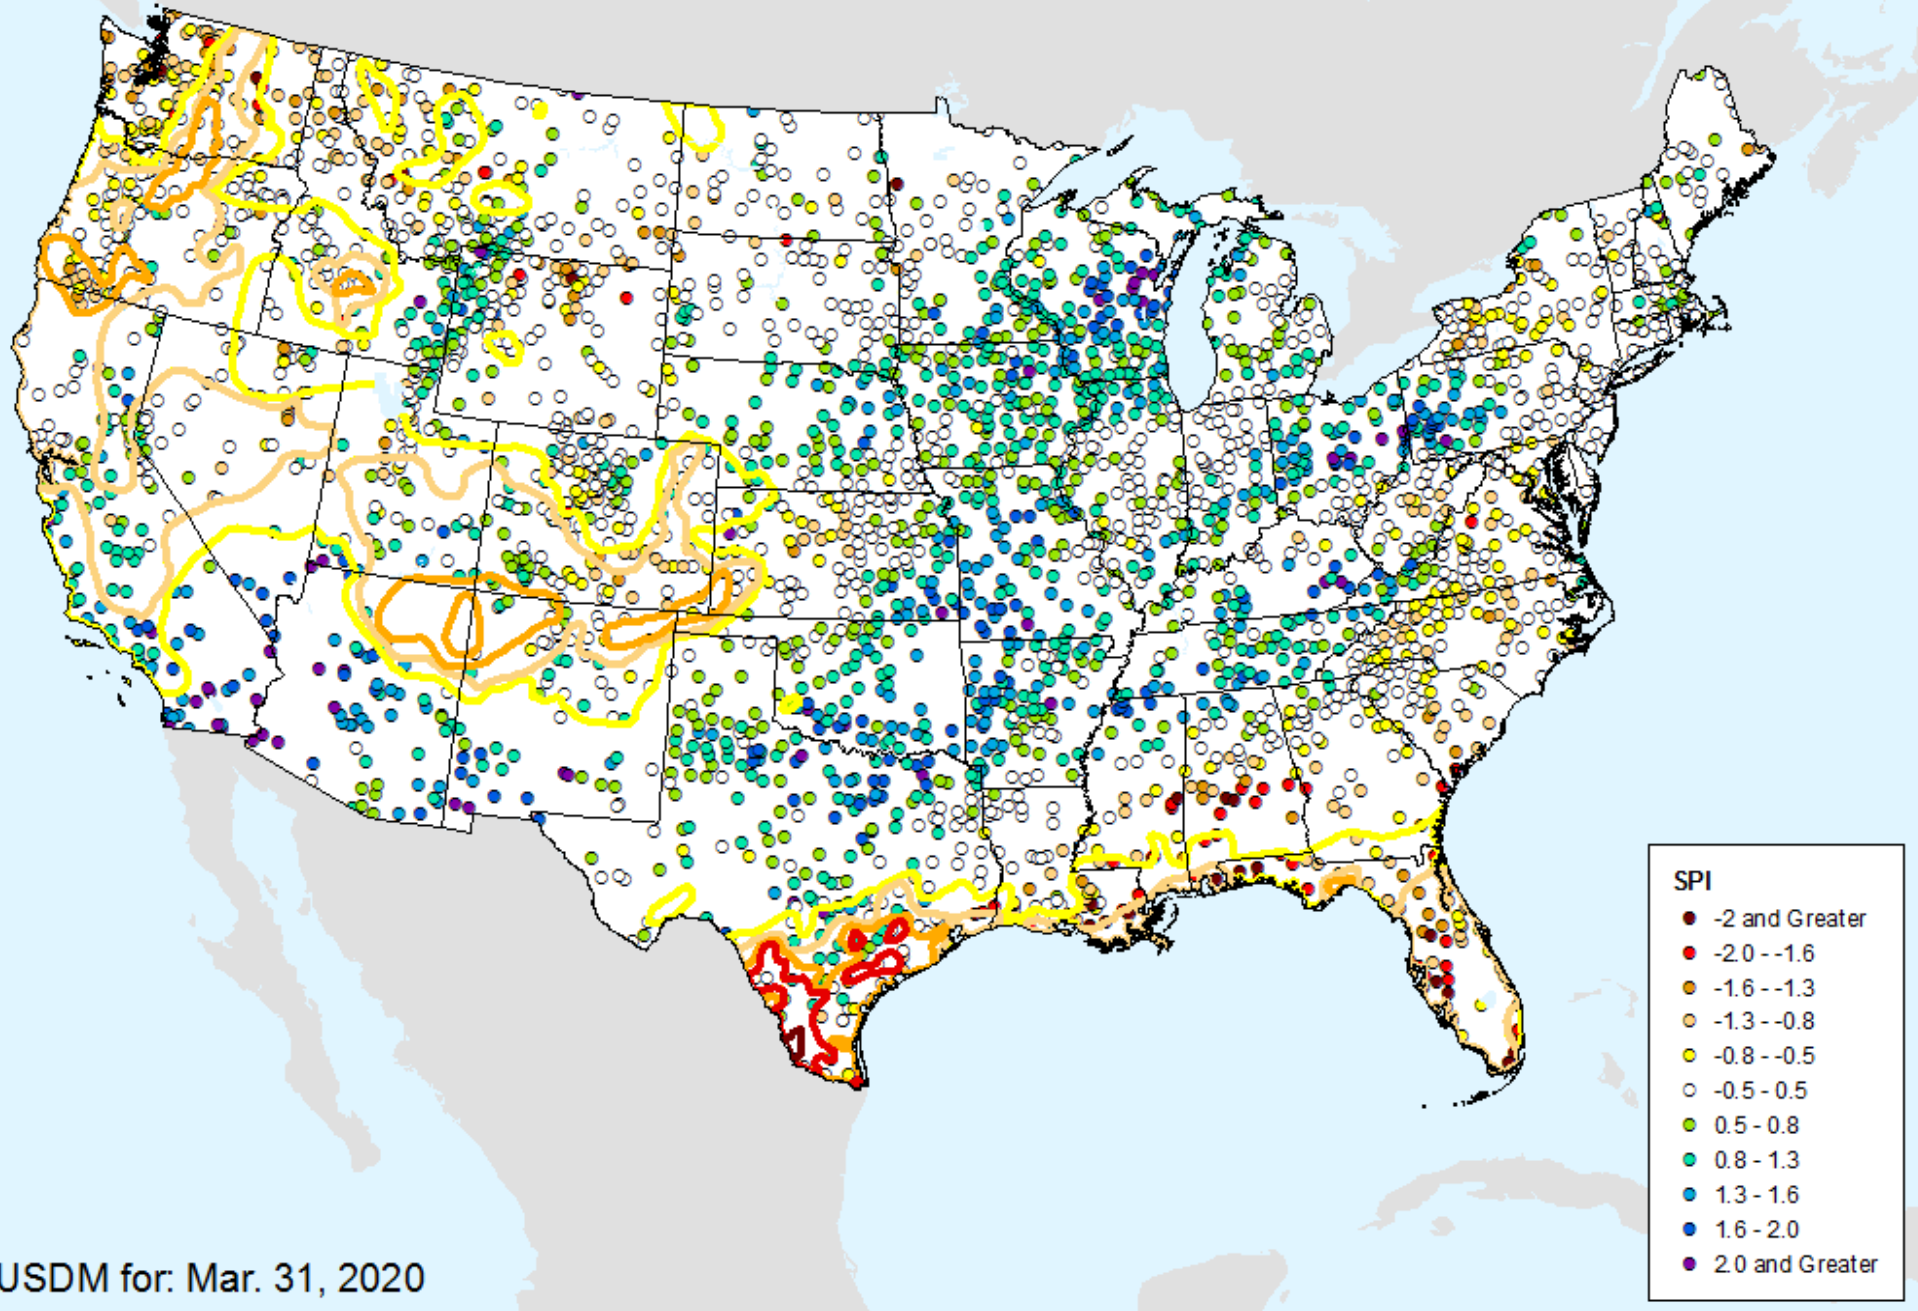 SPI
-2 and Greater
-2.0 - -1.6
-1.6 - -1.3
-1.3 - -0.8
-0.8 - -0.5
-0.5 - 0.5
0.5 - 0.8
0.8 - 1.3
1.3 - 1.6
1.6 - 2.0
2.0 and Greater
USDM for: Mar. 31, 2020